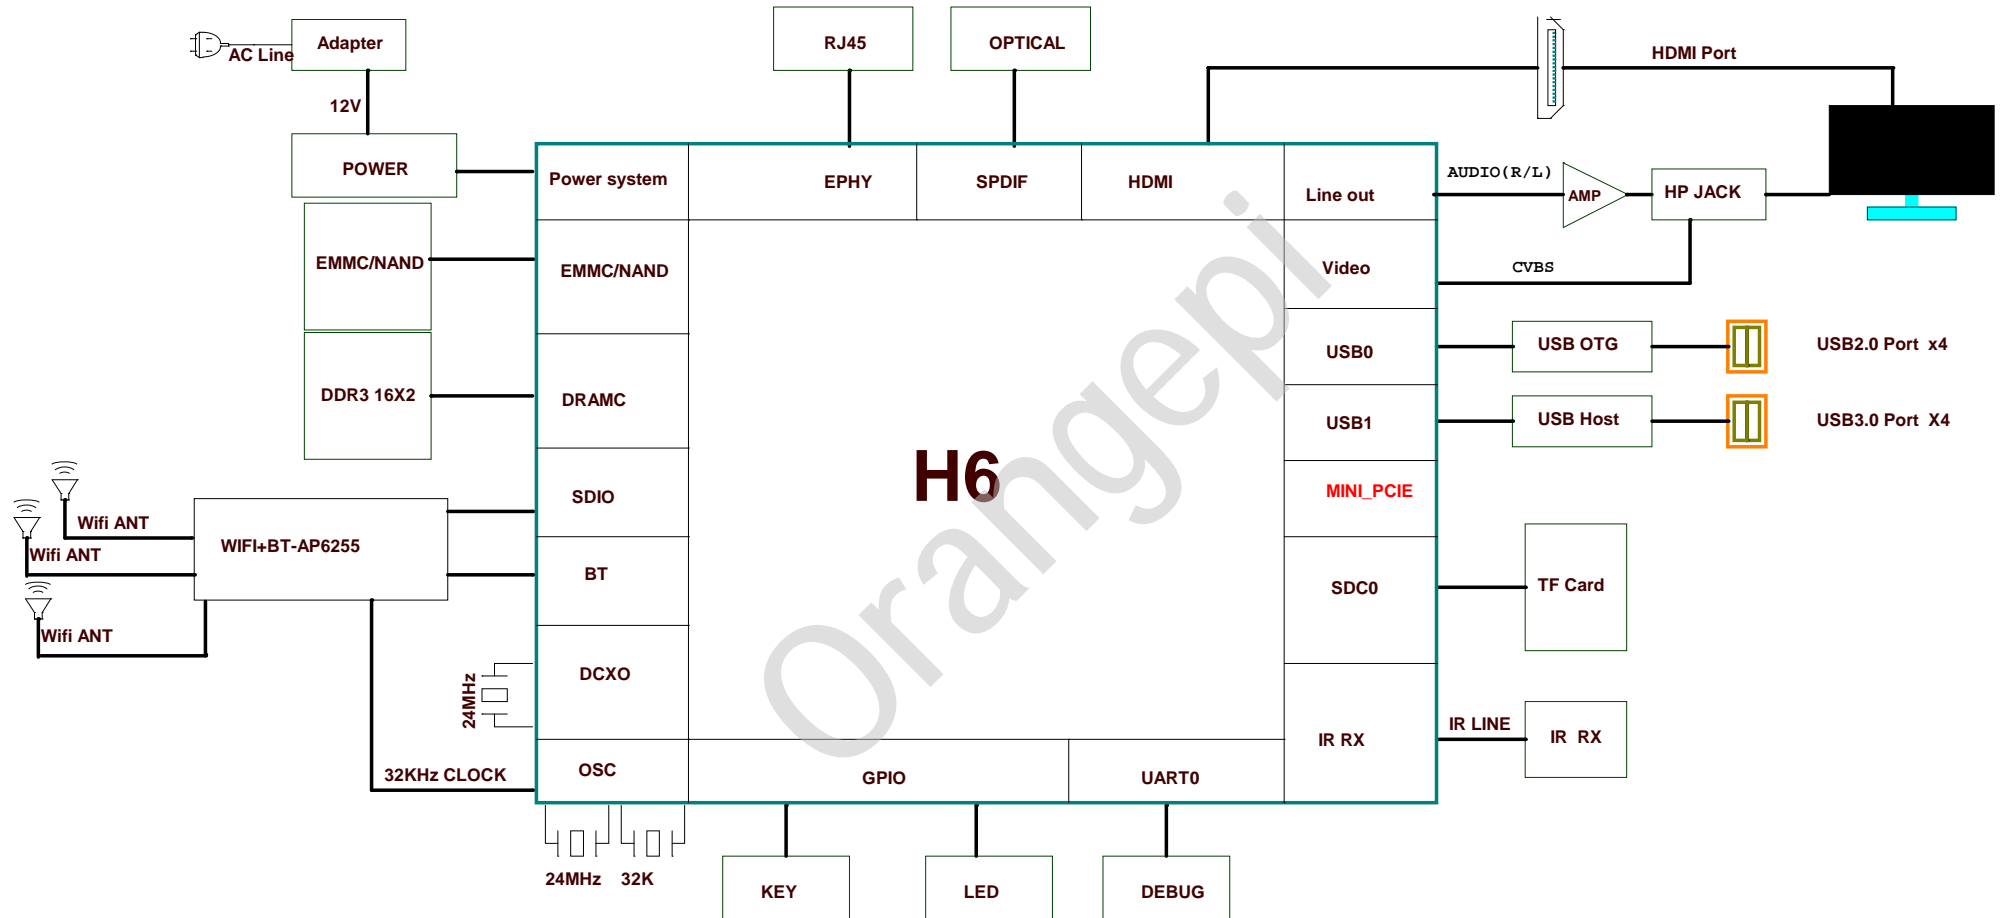 Adapter
AC Line
12V
POWER
RJ45
OPTICAL
HDMI Port
Power system
EPHY
SPDIF
HDMI
Line out
AUDIO(R/L)
AMP
HP JACK
EMMC/NAND
EMMC/NAND
Video
CVBS
DDR3 16X2
DRAMC
USB0
USB OTG
USB2.0 Port x4
USB1
USB Host
USB3.0 Port X4
H6
Orangepi
MINI_PCIE
SDIO
Wifi ANT
Wifi ANT
Wifi ANT
WIFI+BT-AP6255
BT
SDC0
TF Card
DCXO
24MHz
IR RX
IR LINE
IR RX
32KHz CLOCK
OSC
GPIO
UART0
24MHz
32K
KEY
LED
DEBUG